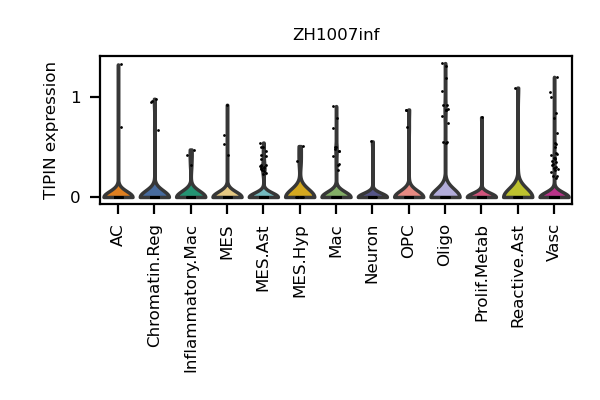 ZH1007inf
TIPIN expression
1
0
AC
Chromatin.Reg
Inflammatory.Mac
MES
MES.Ast
MES.Hyp
Mac
Neuron
OPC
Oligo
Prolif.Metab
Reactive.Ast
Vasc